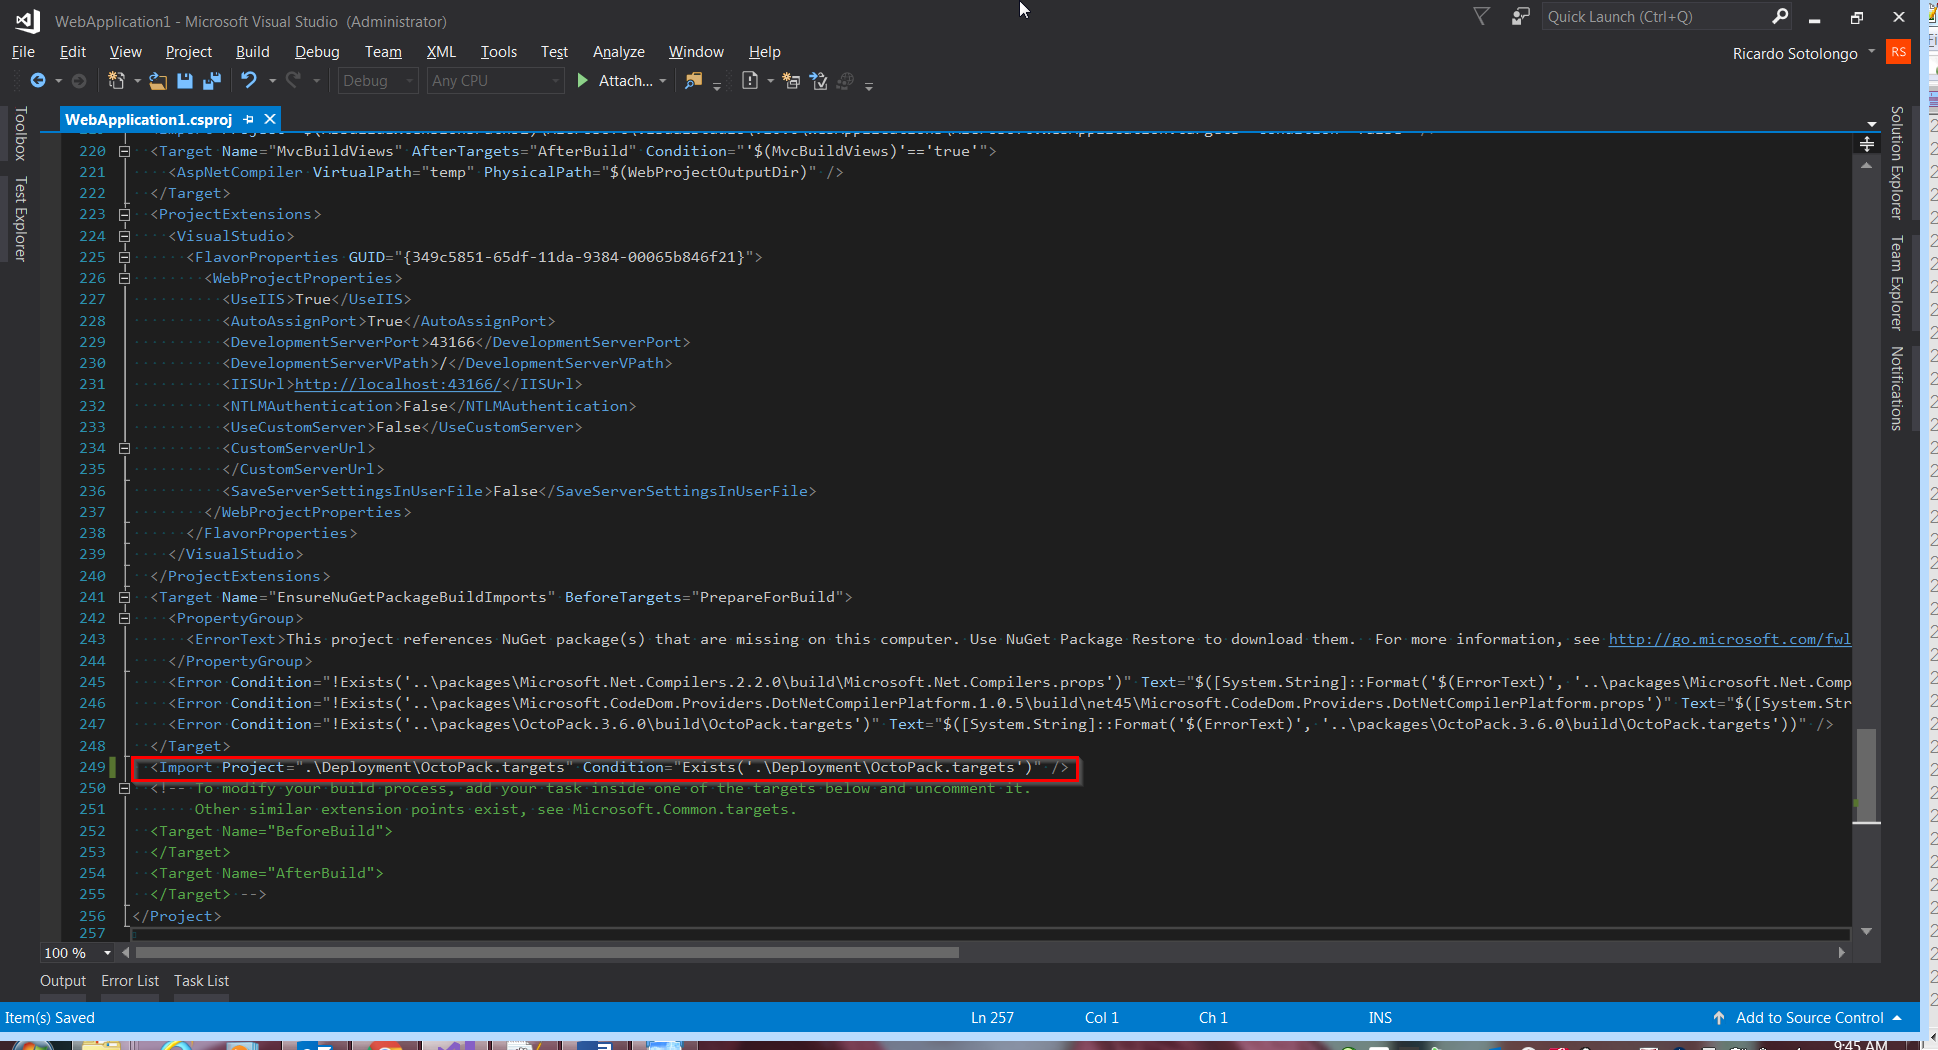 WebApplication1 - Microsoft Visual Studio (Administrator)
Quick Launch (Ctrl+Q)
File Edit View Project Build Debug Team XML Tools Test Analyze Window Help
Ricardo Sotolongo RS
Debug Any CPU Attach...
Toolbox
Test Explorer
WebApplication1.csproj
220 <Target Name="MvcBuildViews" AfterTargets="AfterBuild" Condition="'$(MvcBuildViews)'=='true'">
221 <AspNetCompiler VirtualPath="temp" PhysicalPath="$(WebProjectOutputDir)" />
222 </Target>
223 <ProjectExtensions>
224 <VisualStudio>
225 <FlavorProperties GUID="{349c5851-65df-11da-9384-00065b846f21}">
226 <WebProjectProperties>
227 <UseIIS>True</UseIIS>
228 <AutoAssignPort>True</AutoAssignPort>
229 <DevelopmentServerPort>43166</DevelopmentServerPort>
230 <DevelopmentServerVPath>/</DevelopmentServerVPath>
231 <IISUrl>http://localhost:43166/</IISUrl>
232 <NTLMAuthentication>False</NTLMAuthentication>
233 <UseCustomServer>False</UseCustomServer>
234 <CustomServerUrl>
235 </CustomServerUrl>
236 <SaveServerSettingsInUserFile>False</SaveServerSettingsInUserFile>
237 </WebProjectProperties>
238 </FlavorProperties>
239 </VisualStudio>
240 </ProjectExtensions>
241 <Target Name="EnsureNuGetPackageBuildImports" BeforeTargets="PrepareForBuild">
242 <PropertyGroup>
243 <ErrorText>This project references NuGet package(s) that are missing on this computer. Use NuGet Package Restore to download them.  For more information, see http://go.microsoft.com/fwl
244 </PropertyGroup>
245 <Error Condition="!Exists('..\packages\Microsoft.Net.Compilers.2.2.0\build\Microsoft.Net.Compilers.props')" Text="$([System.String]::Format('$(ErrorText)', '..\packages\Microsoft.Net.Comp
246 <Error Condition="!Exists('..\packages\Microsoft.CodeDom.Providers.DotNetCompilerPlatform.1.0.5\build\net45\Microsoft.CodeDom.Providers.DotNetCompilerPlatform.props')" Text="$([System.Str
247 <Error Condition="!Exists('..\packages\OctoPack.3.6.0\build\OctoPack.targets')" Text="$([System.String]::Format('$(ErrorText)', '..\packages\OctoPack.3.6.0\build\OctoPack.targets'))" />
248 </Target>
249 <Import Project=".\Deployment\OctoPack.targets" Condition="Exists('.\Deployment\OctoPack.targets')" />
250 <!-- To modify your build process, add your task inside one of the targets below and uncomment it.
251 Other similar extension points exist, see Microsoft.Common.targets.
252 <Target Name="BeforeBuild">
253 </Target>
254 <Target Name="AfterBuild">
255 </Target> -->
256 </Project>
257
100 %
Solution Explorer
Team Explorer
Notifications
Output Error List Task List
Item(s) Saved Ln 257 Col 1 Ch 1 INS Add to Source Control
9:45 AM